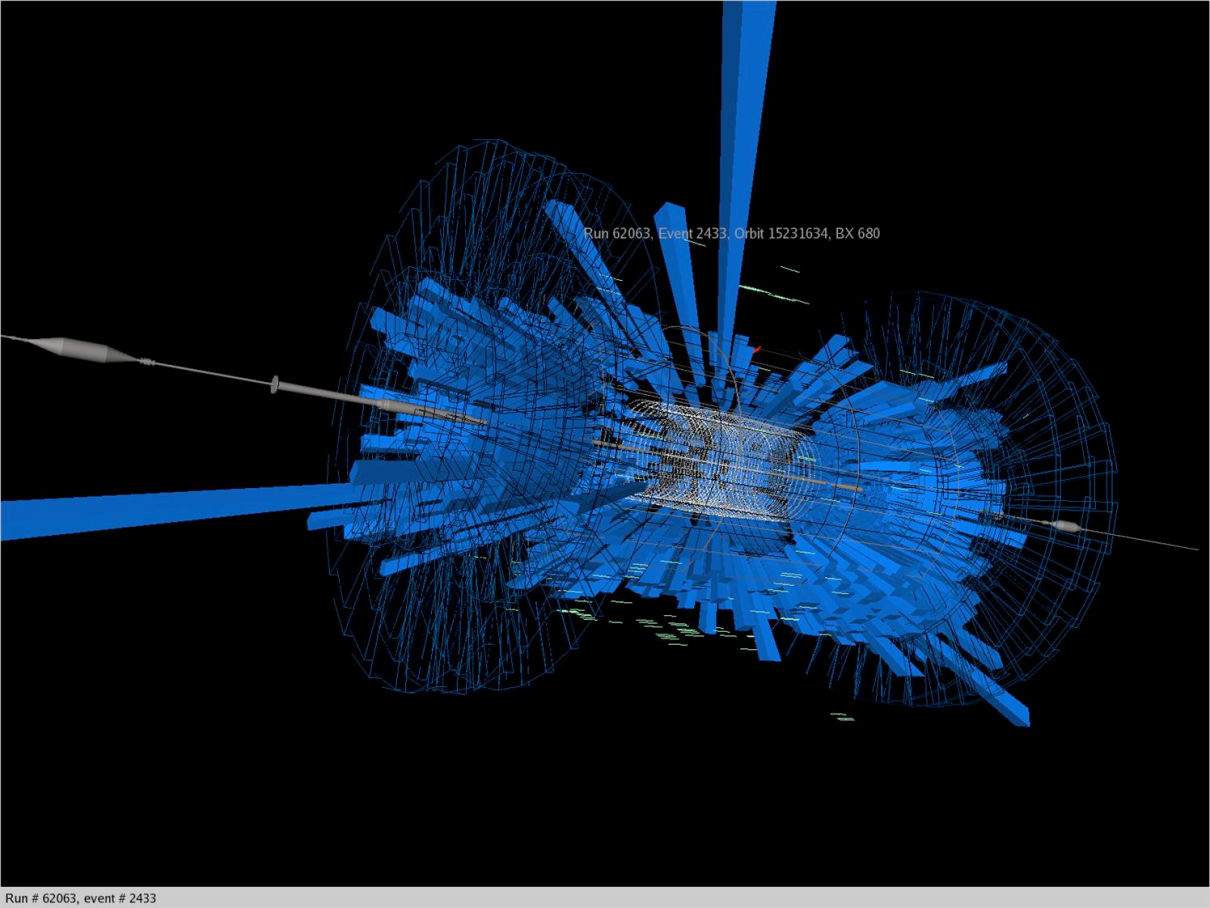 Run 62063, Event 2433, Orbit 15231634, BX 680
Run # 62063, event # 2433